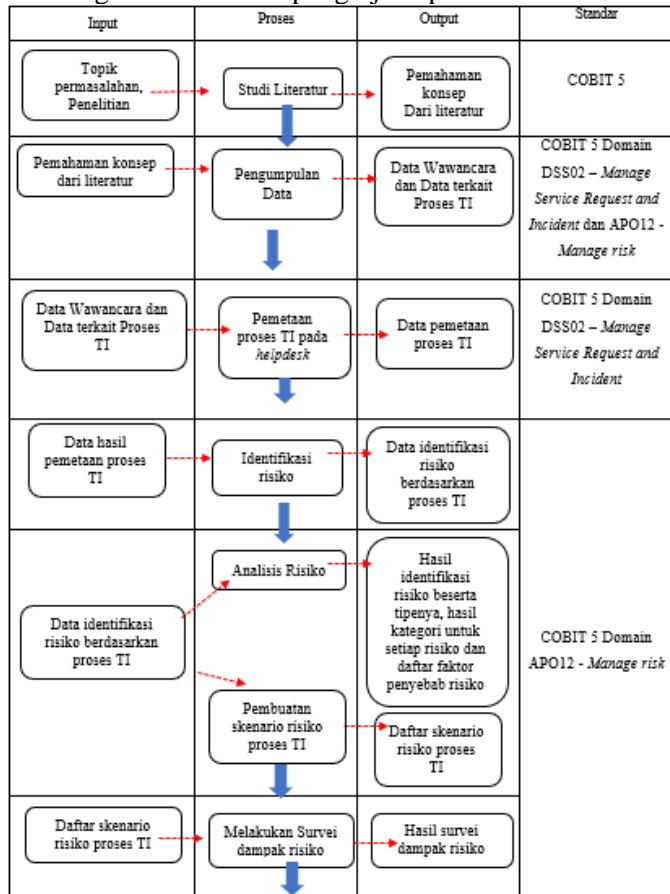 Input
Proses
Output
Standar
Topik
permasalahan,
Penelitian
Studi Literatur
Pemahaman
konsep
Dari literatur
COBIT 5
Pemahaman konsep
dari literatur
Pengumpulan
Data
Data Wawancara
dan Data terkait
Proses TI
COBIT 5 Domain
DSS02 – Manage
Service Request and
Incident dan APO12 -
Manage risk
Data Wawancara dan
Data terkait Proses
TI
Pemetaan
proses TI pada
helpdesk
Data pemetaan
proses TI
COBIT 5 Domain
DSS02 – Manage
Service Request and
Incident
Data hasil
pemetaan proses
TI
Identifikasi
risiko
Data identifikasi
risiko
berdasarkan
proses TI
Data identifikasi
risiko berdasarkan
proses TI
Analisis Risiko
Hasil
identifikasi
risiko beserta
tipenya, hasil
kategori untuk
setiap risiko dan
daftar faktor
penyebab risiko
COBIT 5 Domain
APO12 - Manage risk
Pembuatan
skenario risiko
proses TI
Daftar skenario
risiko proses
TI
Daftar skenario
risiko proses TI
Melakukan Survei
dampak risiko
Hasil survei
dampak risiko